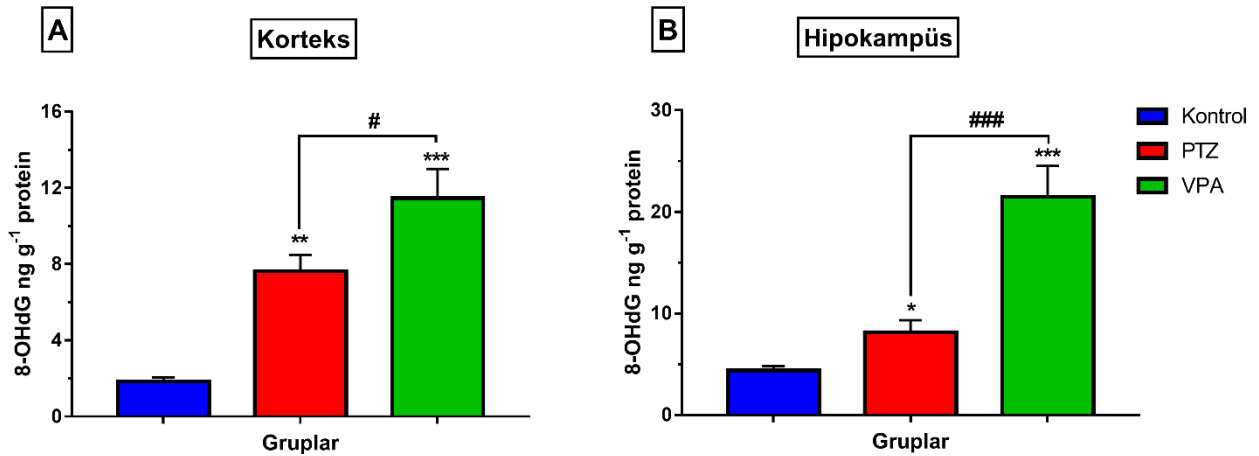 A
Korteks
8-OHdG ng g⁻¹ protein
16
12
8
4
0
**
***
#
Gruplar
B
Hipokampüs
8-OHdG ng g⁻¹ protein
30
20
10
0
*
***
###
Gruplar
Kontrol
PTZ
VPA